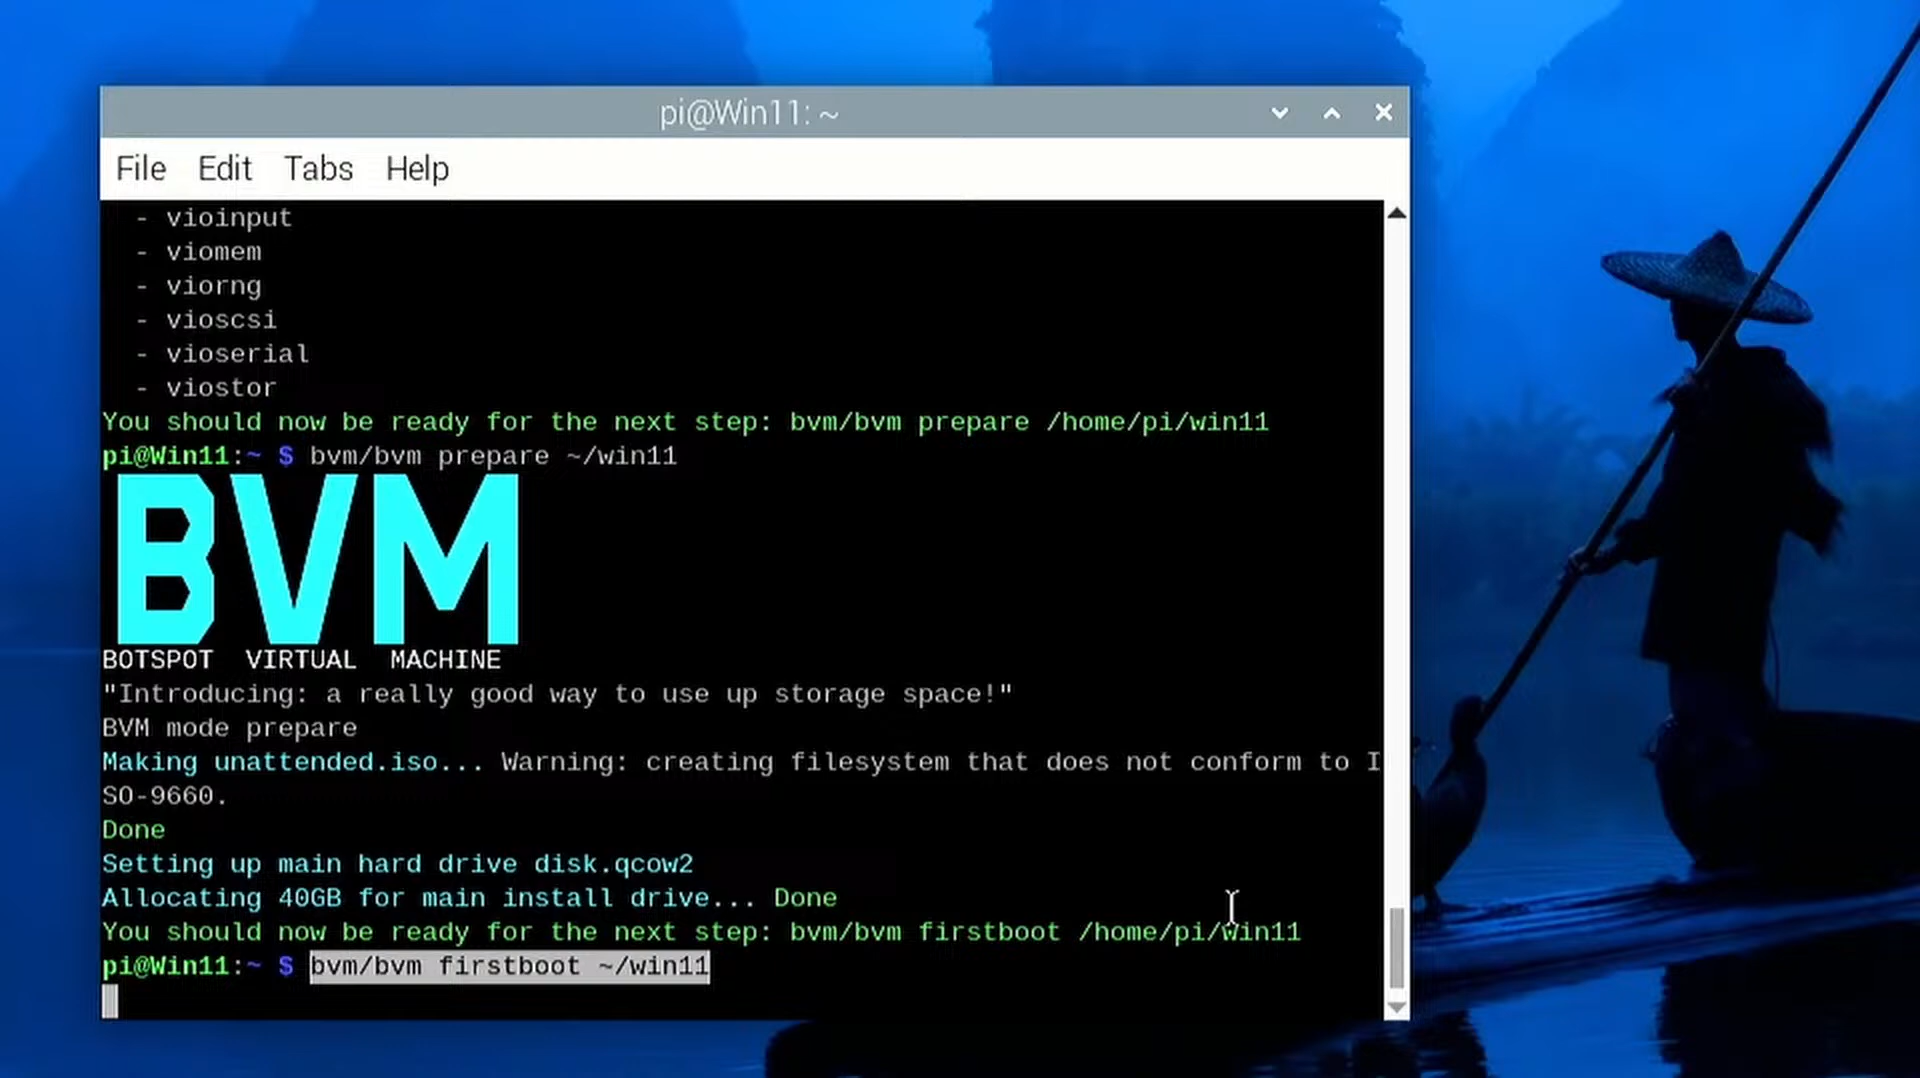 pi@Win11: ~
File Edit Tabs Help
- vioinput
- viomem
- viorng
- vioscsi
- vioserial
- viostor
You should now be ready for the next step: bvm/bvm prepare /home/pi/win11
pi@Win11:~ $ bvm/bvm prepare ~/win11
BVM
BOTSPOT VIRTUAL MACHINE
"Introducing: a really good way to use up storage space!"
BVM mode prepare
Making unattended.iso... Warning: creating filesystem that does not conform to I
SO-9660.
Done
Setting up main hard drive disk.qcow2
Allocating 40GB for main install drive... Done
You should now be ready for the next step: bvm/bvm firstboot /home/pi/win11
pi@Win11:~ $ bvm/bvm firstboot ~/win11